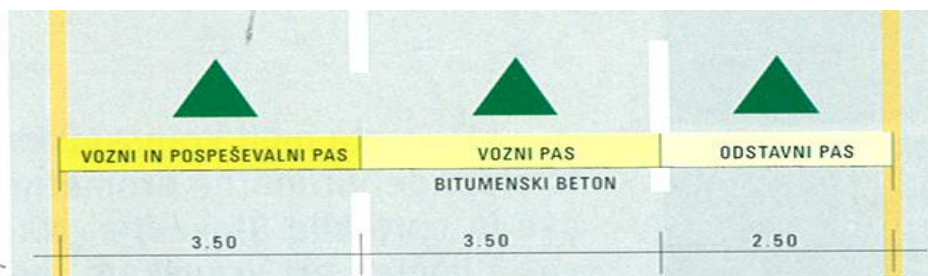 VOZNI IN POSPEŠEVALNI PAS VOZNI PAS ODSTAVNI PAS
BITUMENSKI BETON
3.50 3.50 2.50